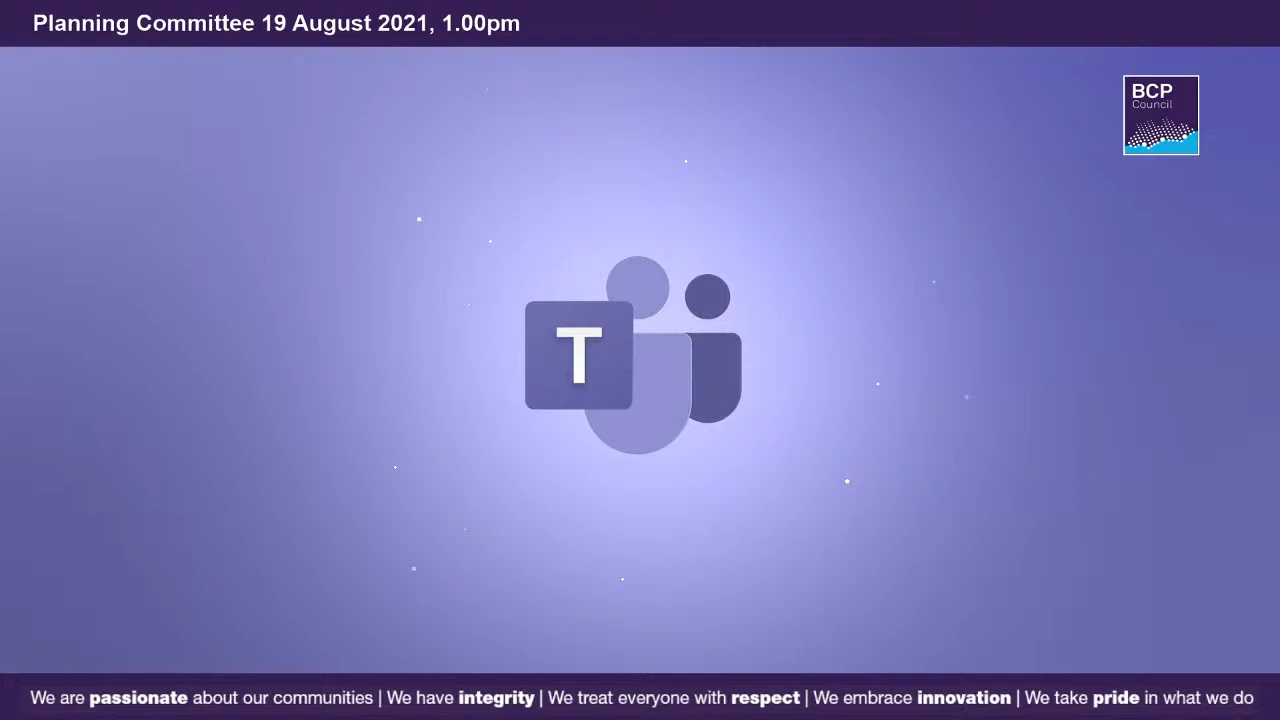 Planning Committee 19 August 2021, 1.00pm
BCP
Council
T
We are passionate about our communities | We have integrity | We treat everyone with respect | We embrace innovation | We take pride in what we do